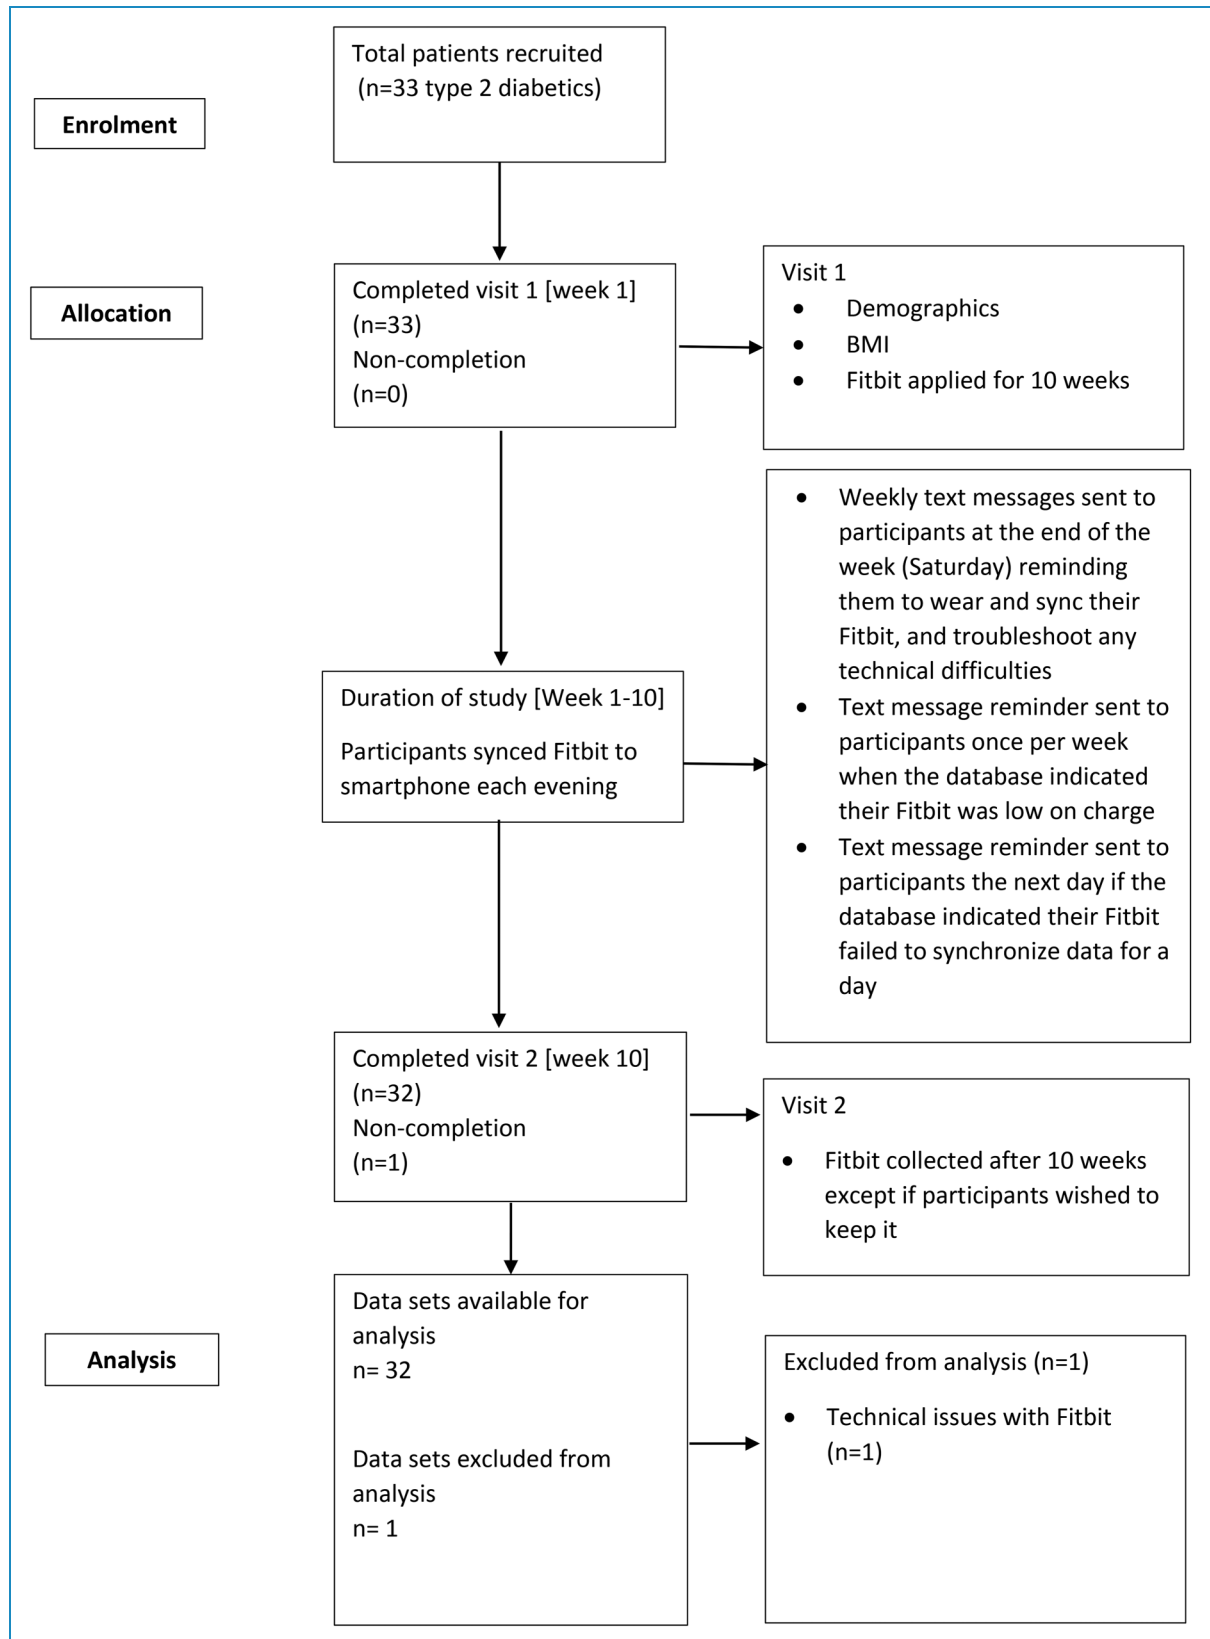 Total patients recruited
(n=33 type 2 diabetics)
Enrolment
Allocation
Completed visit 1 [week 1]
(n=33)
Non-completion
(n=0)
Visit 1
• Demographics
• BMI
• Fitbit applied for 10 weeks
Duration of study [Week 1-10]
Participants synced Fitbit to
smartphone each evening
• Weekly text messages sent to
participants at the end of the
week (Saturday) reminding
them to wear and sync their
Fitbit, and troubleshoot any
technical difficulties
• Text message reminder sent to
participants once per week
when the database indicated
their Fitbit was low on charge
• Text message reminder sent to
participants the next day if the
database indicated their Fitbit
failed to synchronize data for a
day
Completed visit 2 [week 10]
(n=32)
Non-completion
(n=1)
Visit 2
• Fitbit collected after 10 weeks
except if participants wished to
keep it
Analysis
Data sets available for
analysis
n= 32
Data sets excluded from
analysis
n= 1
Excluded from analysis (n=1)
• Technical issues with Fitbit
(n=1)